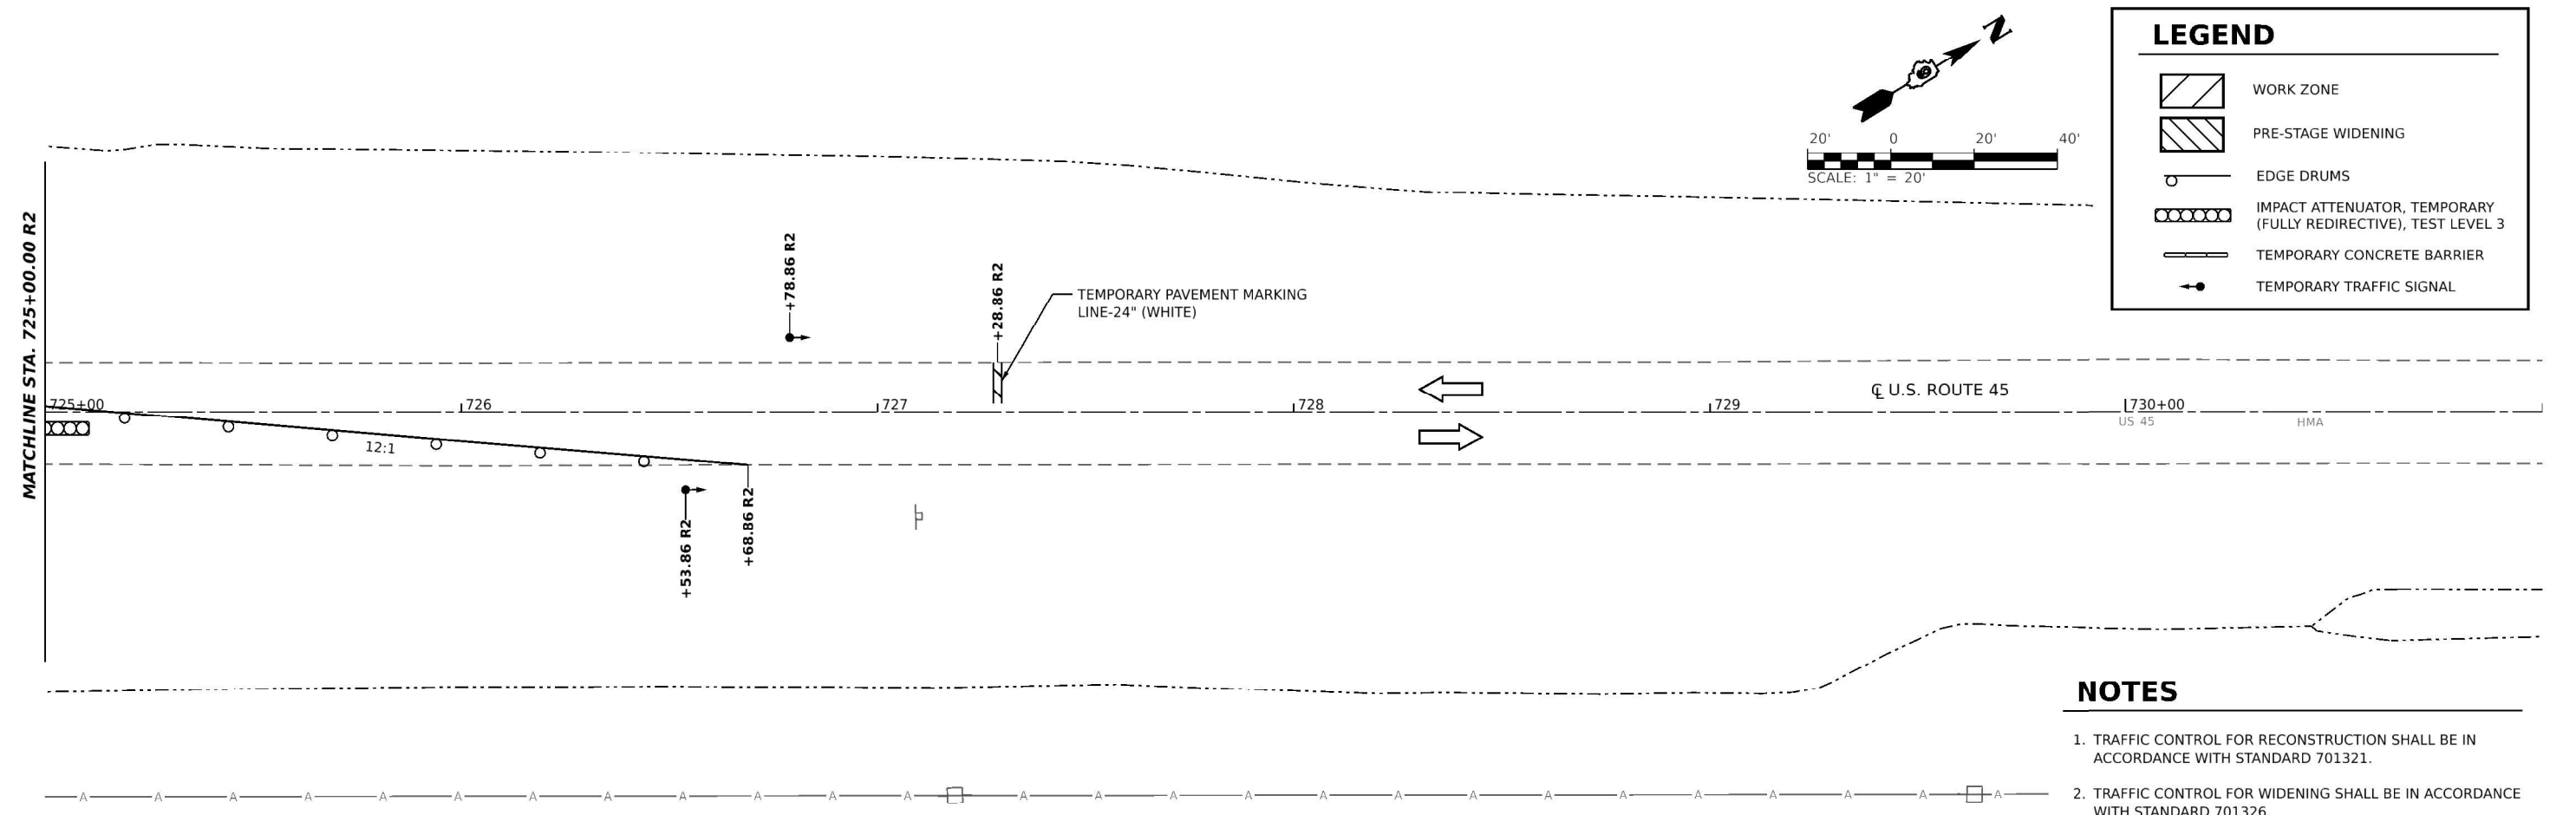 LEGEND
WORK ZONE
PRE-STAGE WIDENING
EDGE DRUMS
IMPACT ATTENUATOR, TEMPORARY
(FULLY REDIRECTIVE), TEST LEVEL 3
TEMPORARY CONCRETE BARRIER
TEMPORARY TRAFFIC SIGNAL
N
20' 0 20' 40'
SCALE: 1" = 20'
MATCHLINE STA. 725+00.00 R2
+78.86 R2
+28.86 R2
TEMPORARY PAVEMENT MARKING
LINE-24" (WHITE)
℄ U.S. ROUTE 45
725+00 726 727 728 729 730+00
US 45 HMA
12:1
+53.86 R2
+68.86 R2
NOTES
1. TRAFFIC CONTROL FOR RECONSTRUCTION SHALL BE IN
ACCORDANCE WITH STANDARD 701321.
2. TRAFFIC CONTROL FOR WIDENING SHALL BE IN ACCORDANCE
WITH STANDARD 701326
A A A A A A A A A A A A A A A A A A A A A A A A A A